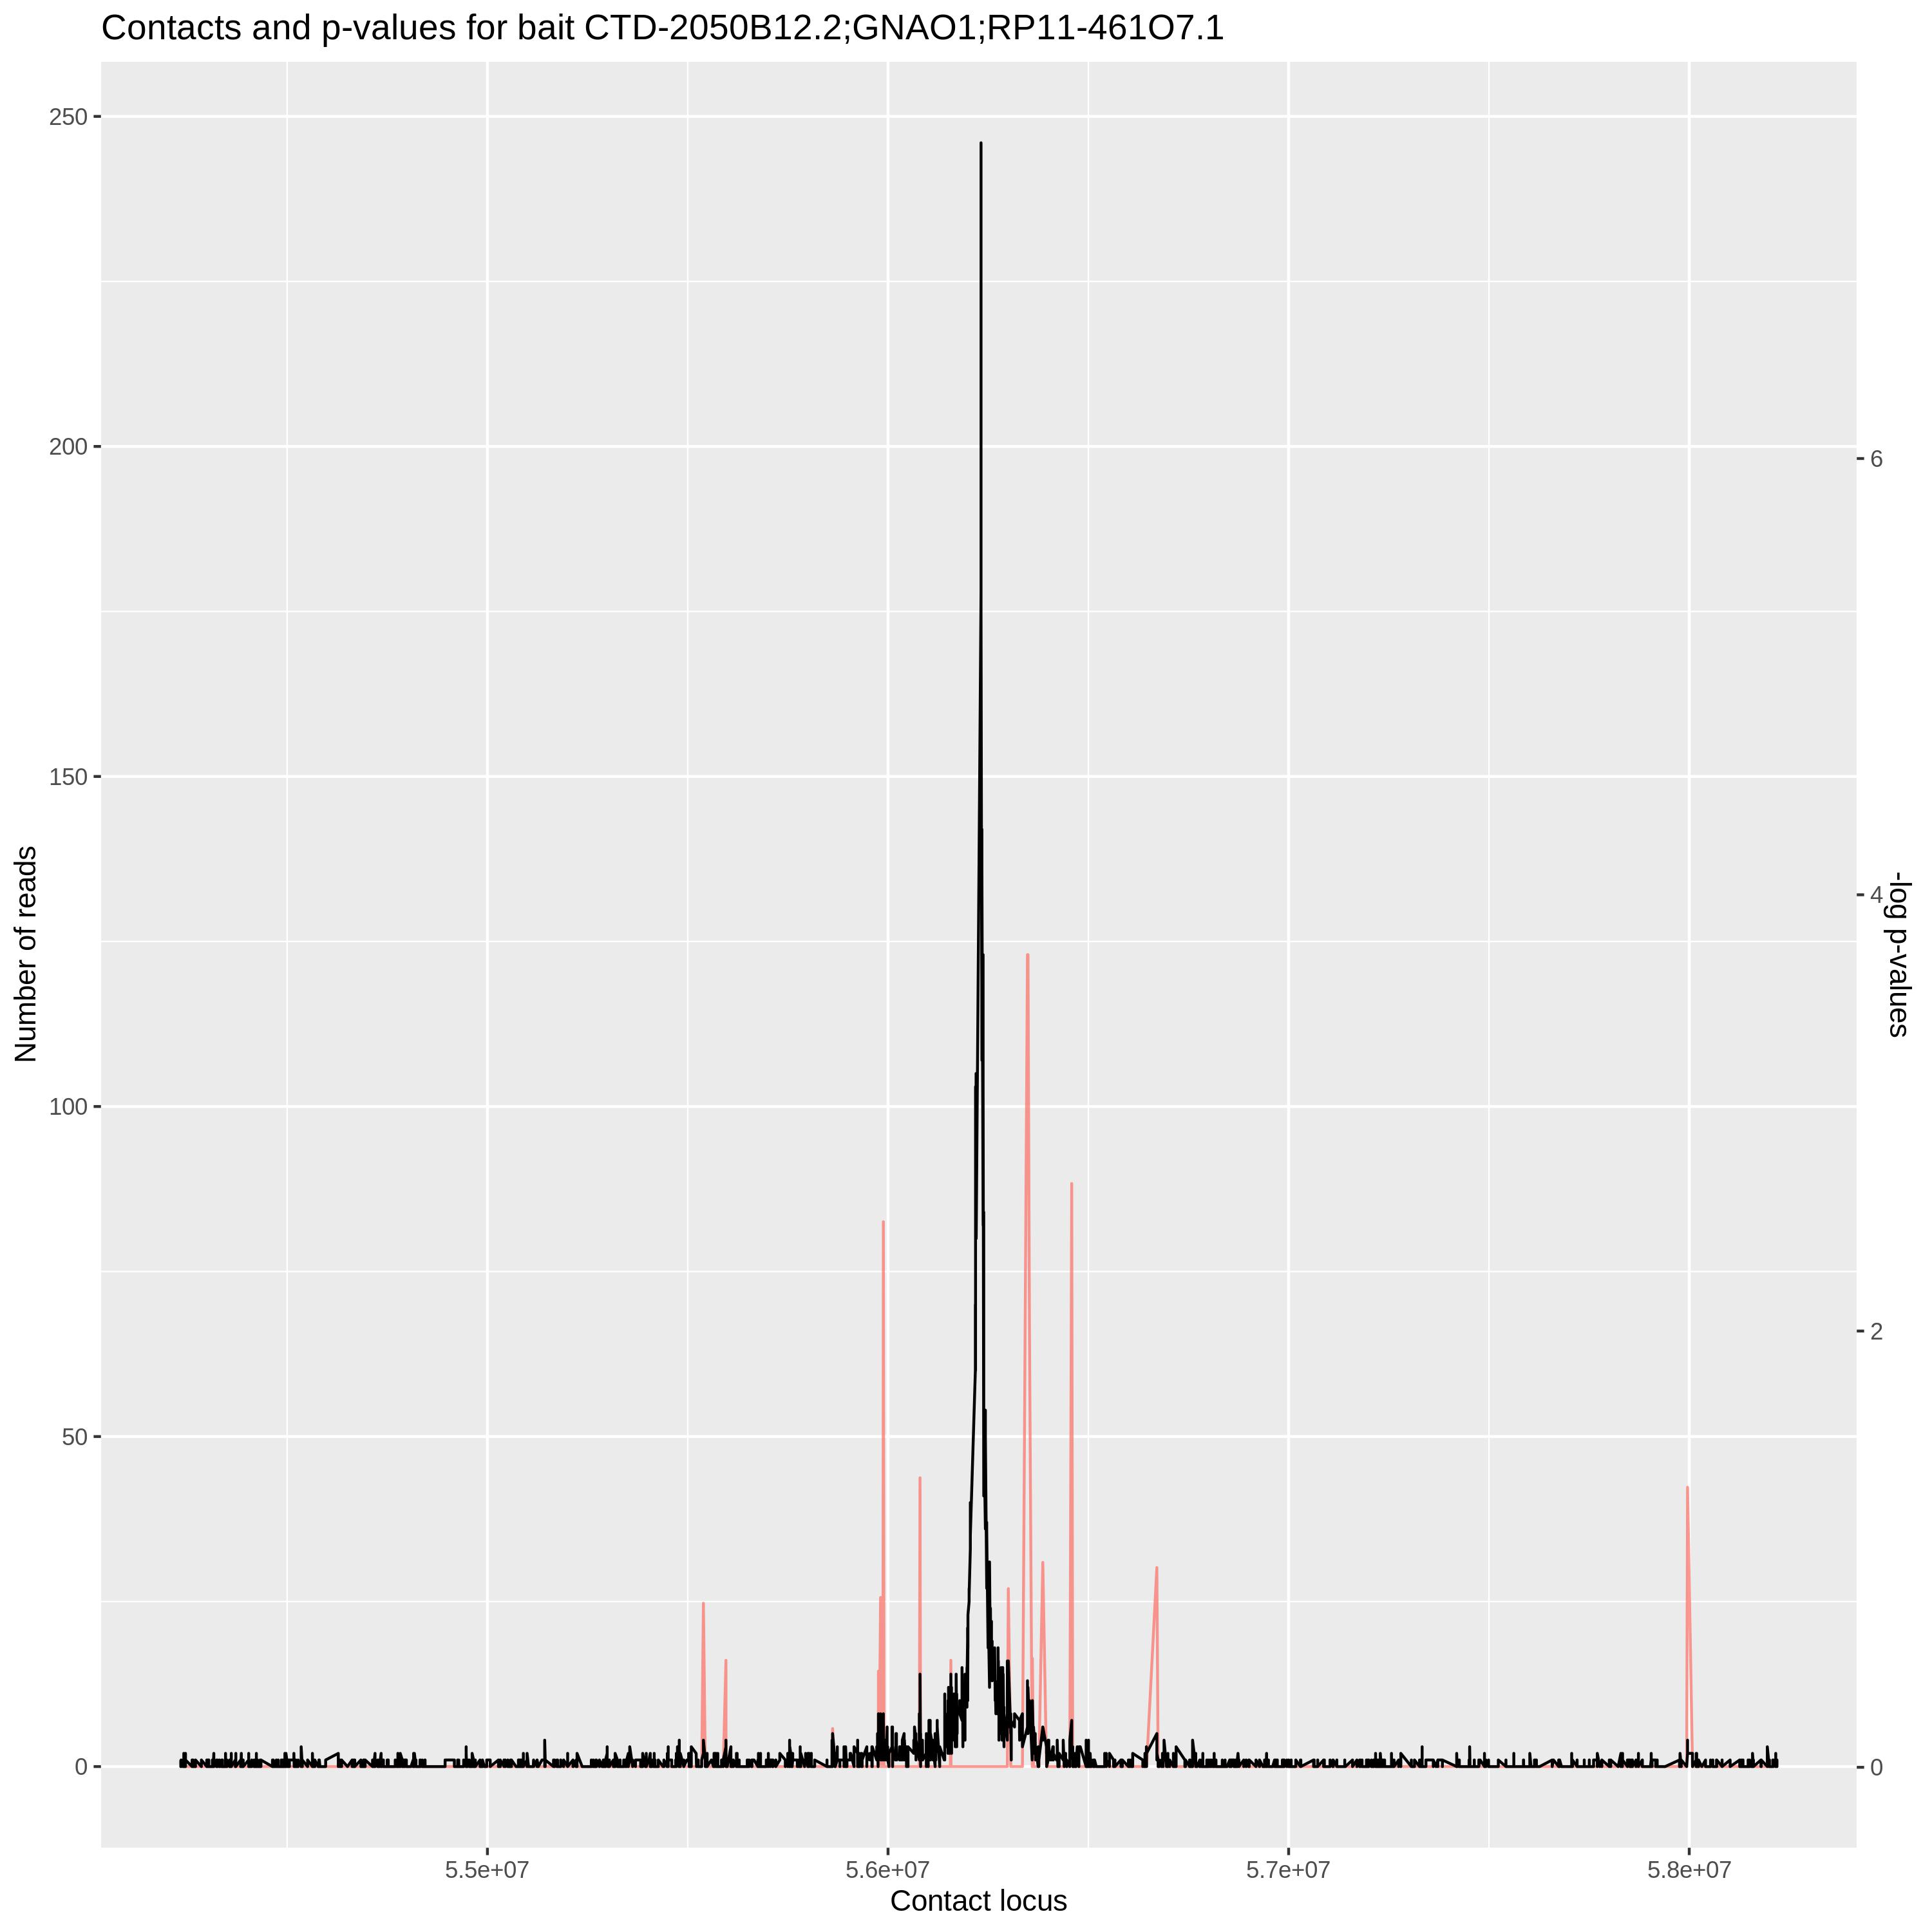 Contacts and p-values for bait CTD-2050B12.2;GNAO1;RP11-461O7.1
250
200
150
100
50
0
Number of reads
6
4
2
0
-log p-values
5.5e+07
5.6e+07
5.7e+07
5.8e+07
Contact locus